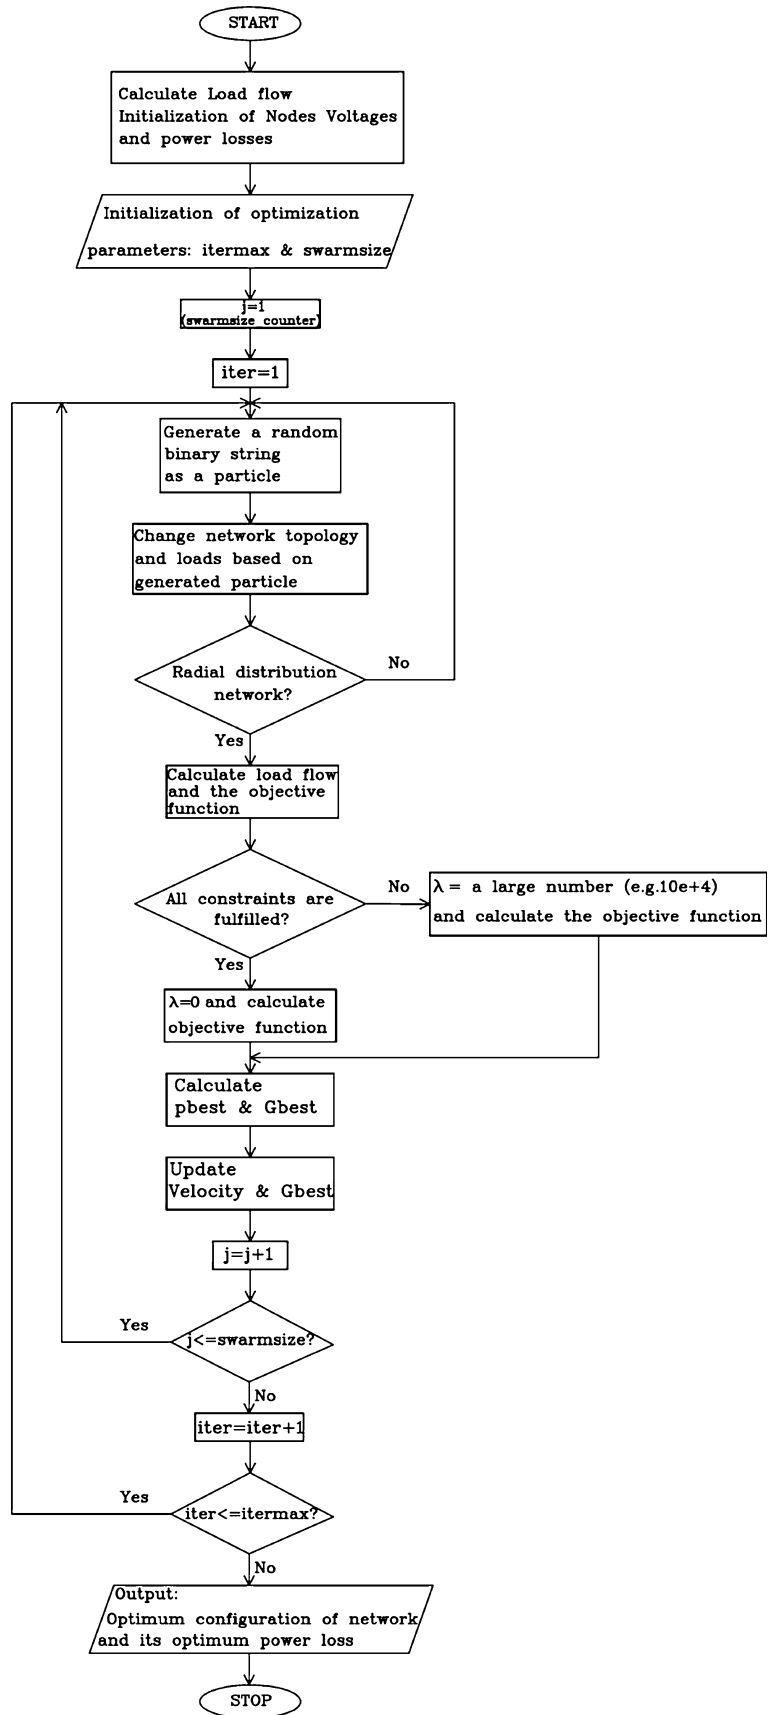 START
Calculate Load flow
Initialization of Nodes Voltages
and power losses
Initialization of optimization
parameters: itermax & swarmsize
j=1
(swarmsize counter)
iter=1
Generate a random
binary string
as a particle
Change network topology
and loads based on
generated particle
Radial distribution
network?
No
Yes
Calculate load flow
and the objective
function
All constraints are
fulfilled?
No
λ = a large number (e.g.10e+4)
and calculate the objective function
Yes
λ=0 and calculate
objective function
Calculate
pbest & Gbest
Update
Velocity & Gbest
j=j+1
Yes
j<=swarmsize?
No
iter=iter+1
Yes
iter<=itermax?
No
Output:
Optimum configuration of network
and its optimum power loss
STOP